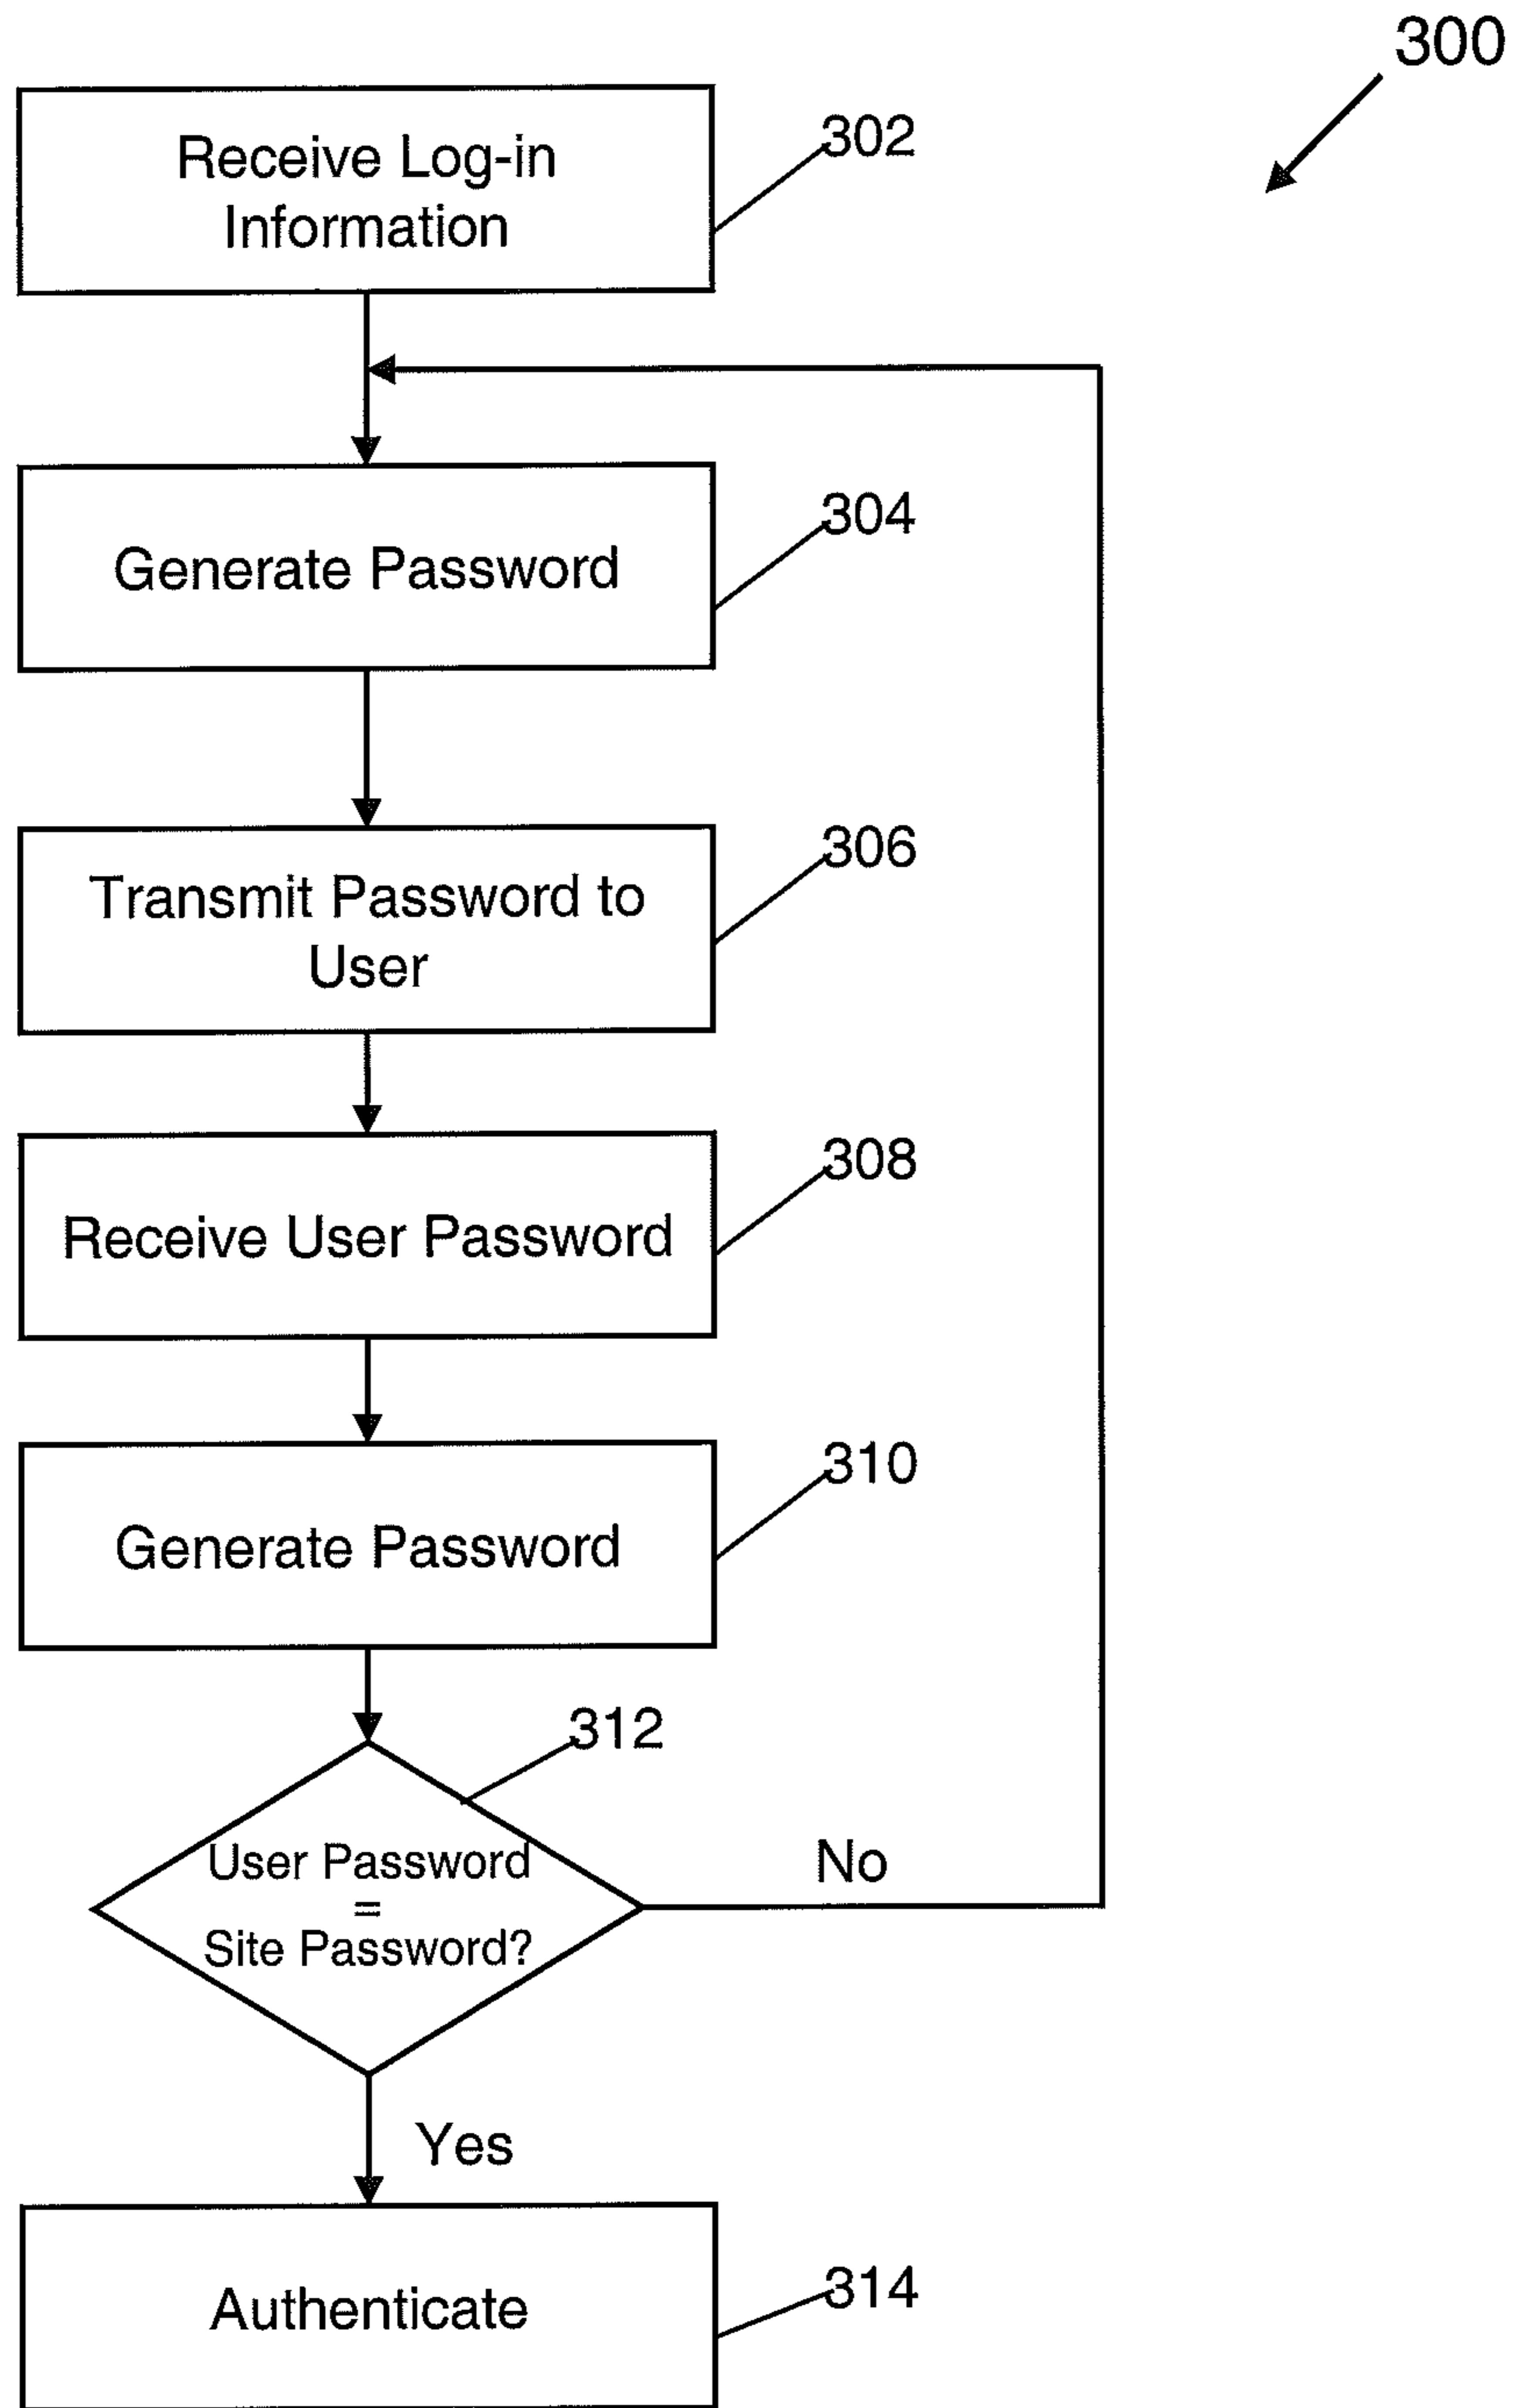 300
Receive Log-in
Information
302
Generate Password
304
Transmit Password to
User
306
Receive User Password
308
Generate Password
310
312
User Password
=
Site Password?
No
Yes
Authenticate
314